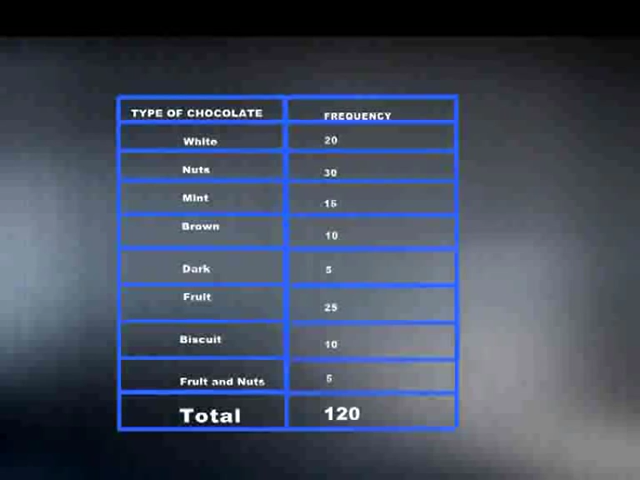 TYPE OF CHOCOLATE FREQUENCY
White 20
Nuts 30
Mint 15
Brown 10
Dark 5
Fruit 25
Biscuit 10
Fruit and Nuts 5
Total 120